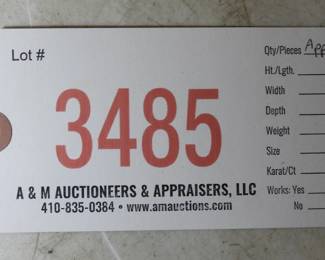 Lot #
3485
A & M AUCTIONEERS & APPRAISERS, LLC
410-835-0384 • www.amauctions.com
Qty/Pieces
Ht./Lgth.
Width
Depth
Weight
Size
Karat/Ct
Works: Yes
No